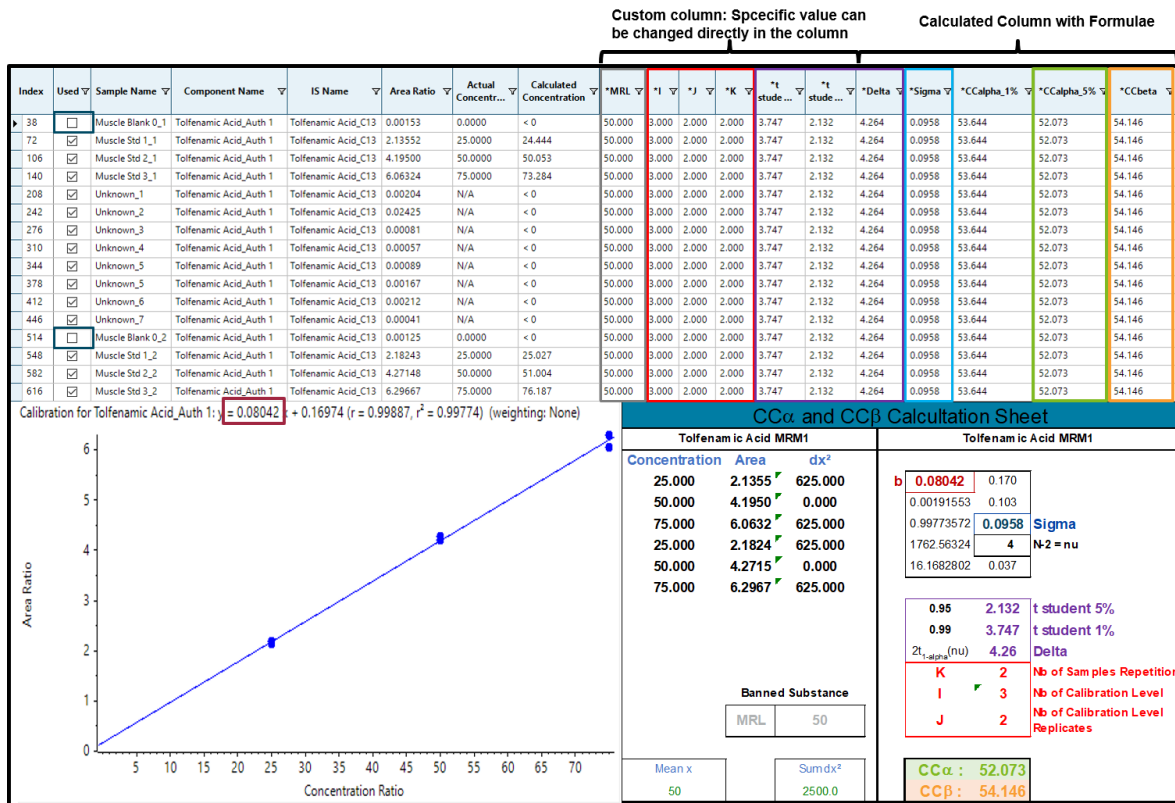 Custom column: Spcecific value can
be changed directly in the column
Calculated Column with Formulae
Index Used Sample Name Component Name IS Name Area Ratio Actual Concentr... Calculated Concentration *MRL *I *J *K *t stude ... *t stude ... *Delta *Sigma *CCalpha_1% *CCalpha_5% *CCbeta
38 Muscle Blank 0_1 Tolfenamic Acid_Auth 1 Tolfenamic Acid_C13 0.00153 0.0000 < 0 50.000 3.000 2.000 2.000 3.747 2.132 4.264 0.0958 53.644 52.073 54.146
72 Muscle Std 1_1 Tolfenamic Acid_Auth 1 Tolfenamic Acid_C13 2.13552 25.0000 24.444 50.000 3.000 2.000 2.000 3.747 2.132 4.264 0.0958 53.644 52.073 54.146
106 Muscle Std 2_1 Tolfenamic Acid_Auth 1 Tolfenamic Acid_C13 4.19500 50.0000 50.053 50.000 3.000 2.000 2.000 3.747 2.132 4.264 0.0958 53.644 52.073 54.146
140 Muscle Std 3_1 Tolfenamic Acid_Auth 1 Tolfenamic Acid_C13 6.06324 75.0000 73.284 50.000 3.000 2.000 2.000 3.747 2.132 4.264 0.0958 53.644 52.073 54.146
208 Unknown_1 Tolfenamic Acid_Auth 1 Tolfenamic Acid_C13 0.00204 N/A < 0 50.000 3.000 2.000 2.000 3.747 2.132 4.264 0.0958 53.644 52.073 54.146
242 Unknown_2 Tolfenamic Acid_Auth 1 Tolfenamic Acid_C13 0.02425 N/A < 0 50.000 3.000 2.000 2.000 3.747 2.132 4.264 0.0958 53.644 52.073 54.146
276 Unknown_3 Tolfenamic Acid_Auth 1 Tolfenamic Acid_C13 0.00081 N/A < 0 50.000 3.000 2.000 2.000 3.747 2.132 4.264 0.0958 53.644 52.073 54.146
310 Unknown_4 Tolfenamic Acid_Auth 1 Tolfenamic Acid_C13 0.00057 N/A < 0 50.000 3.000 2.000 2.000 3.747 2.132 4.264 0.0958 53.644 52.073 54.146
344 Unknown_5 Tolfenamic Acid_Auth 1 Tolfenamic Acid_C13 0.00089 N/A < 0 50.000 3.000 2.000 2.000 3.747 2.132 4.264 0.0958 53.644 52.073 54.146
378 Unknown_5 Tolfenamic Acid_Auth 1 Tolfenamic Acid_C13 0.00167 N/A < 0 50.000 3.000 2.000 2.000 3.747 2.132 4.264 0.0958 53.644 52.073 54.146
412 Unknown_6 Tolfenamic Acid_Auth 1 Tolfenamic Acid_C13 0.00212 N/A < 0 50.000 3.000 2.000 2.000 3.747 2.132 4.264 0.0958 53.644 52.073 54.146
446 Unknown_7 Tolfenamic Acid_Auth 1 Tolfenamic Acid_C13 0.00041 N/A < 0 50.000 3.000 2.000 2.000 3.747 2.132 4.264 0.0958 53.644 52.073 54.146
514 Muscle Blank 0_2 Tolfenamic Acid_Auth 1 Tolfenamic Acid_C13 0.00125 0.0000 < 0 50.000 3.000 2.000 2.000 3.747 2.132 4.264 0.0958 53.644 52.073 54.146
548 Muscle Std 1_2 Tolfenamic Acid_Auth 1 Tolfenamic Acid_C13 2.18243 25.0000 25.027 50.000 3.000 2.000 2.000 3.747 2.132 4.264 0.0958 53.644 52.073 54.146
582 Muscle Std 2_2 Tolfenamic Acid_Auth 1 Tolfenamic Acid_C13 4.27148 50.0000 51.004 50.000 3.000 2.000 2.000 3.747 2.132 4.264 0.0958 53.644 52.073 54.146
616 Muscle Std 3_2 Tolfenamic Acid_Auth 1 Tolfenamic Acid_C13 6.29667 75.0000 76.187 50.000 3.000 2.000 2.000 3.747 2.132 4.264 0.0958 53.644 52.073 54.146
Calibration for Tolfenamic Acid_Auth 1: y = 0.08042 x + 0.16974 (r = 0.99887, r² = 0.99774) (weighting: None)
Area Ratio
6
5
4
3
2
1
0
5 10 15 20 25 30 35 40 45 50 55 60 65 70
Concentration Ratio
CCα and CCβ Calcultation Sheet
Tolfenamic Acid MRM1
Concentration Area dx²
25.000 2.1355 625.000
50.000 4.1950 0.000
75.000 6.0632 625.000
25.000 2.1824 625.000
50.000 4.2715 0.000
75.000 6.2967 625.000
Banned Substance
MRL 50
Mean x Sumdx²
50 2500.0
Tolfenamic Acid MRM1
b 0.08042 0.170
0.00191553 0.103
0.99773572 0.0958 Sigma
1762.56324 4 N-2 = nu
16.1682802 0.037
0.95 2.132 t student 5%
0.99 3.747 t student 1%
2t1-alpha(nu) 4.26 Delta
K 2 Nb of Samples Repetition
I 3 Nb of Calibration Level
J 2 Nb of Calibration Level
Replicates
CCα : 52.073
CCβ : 54.146